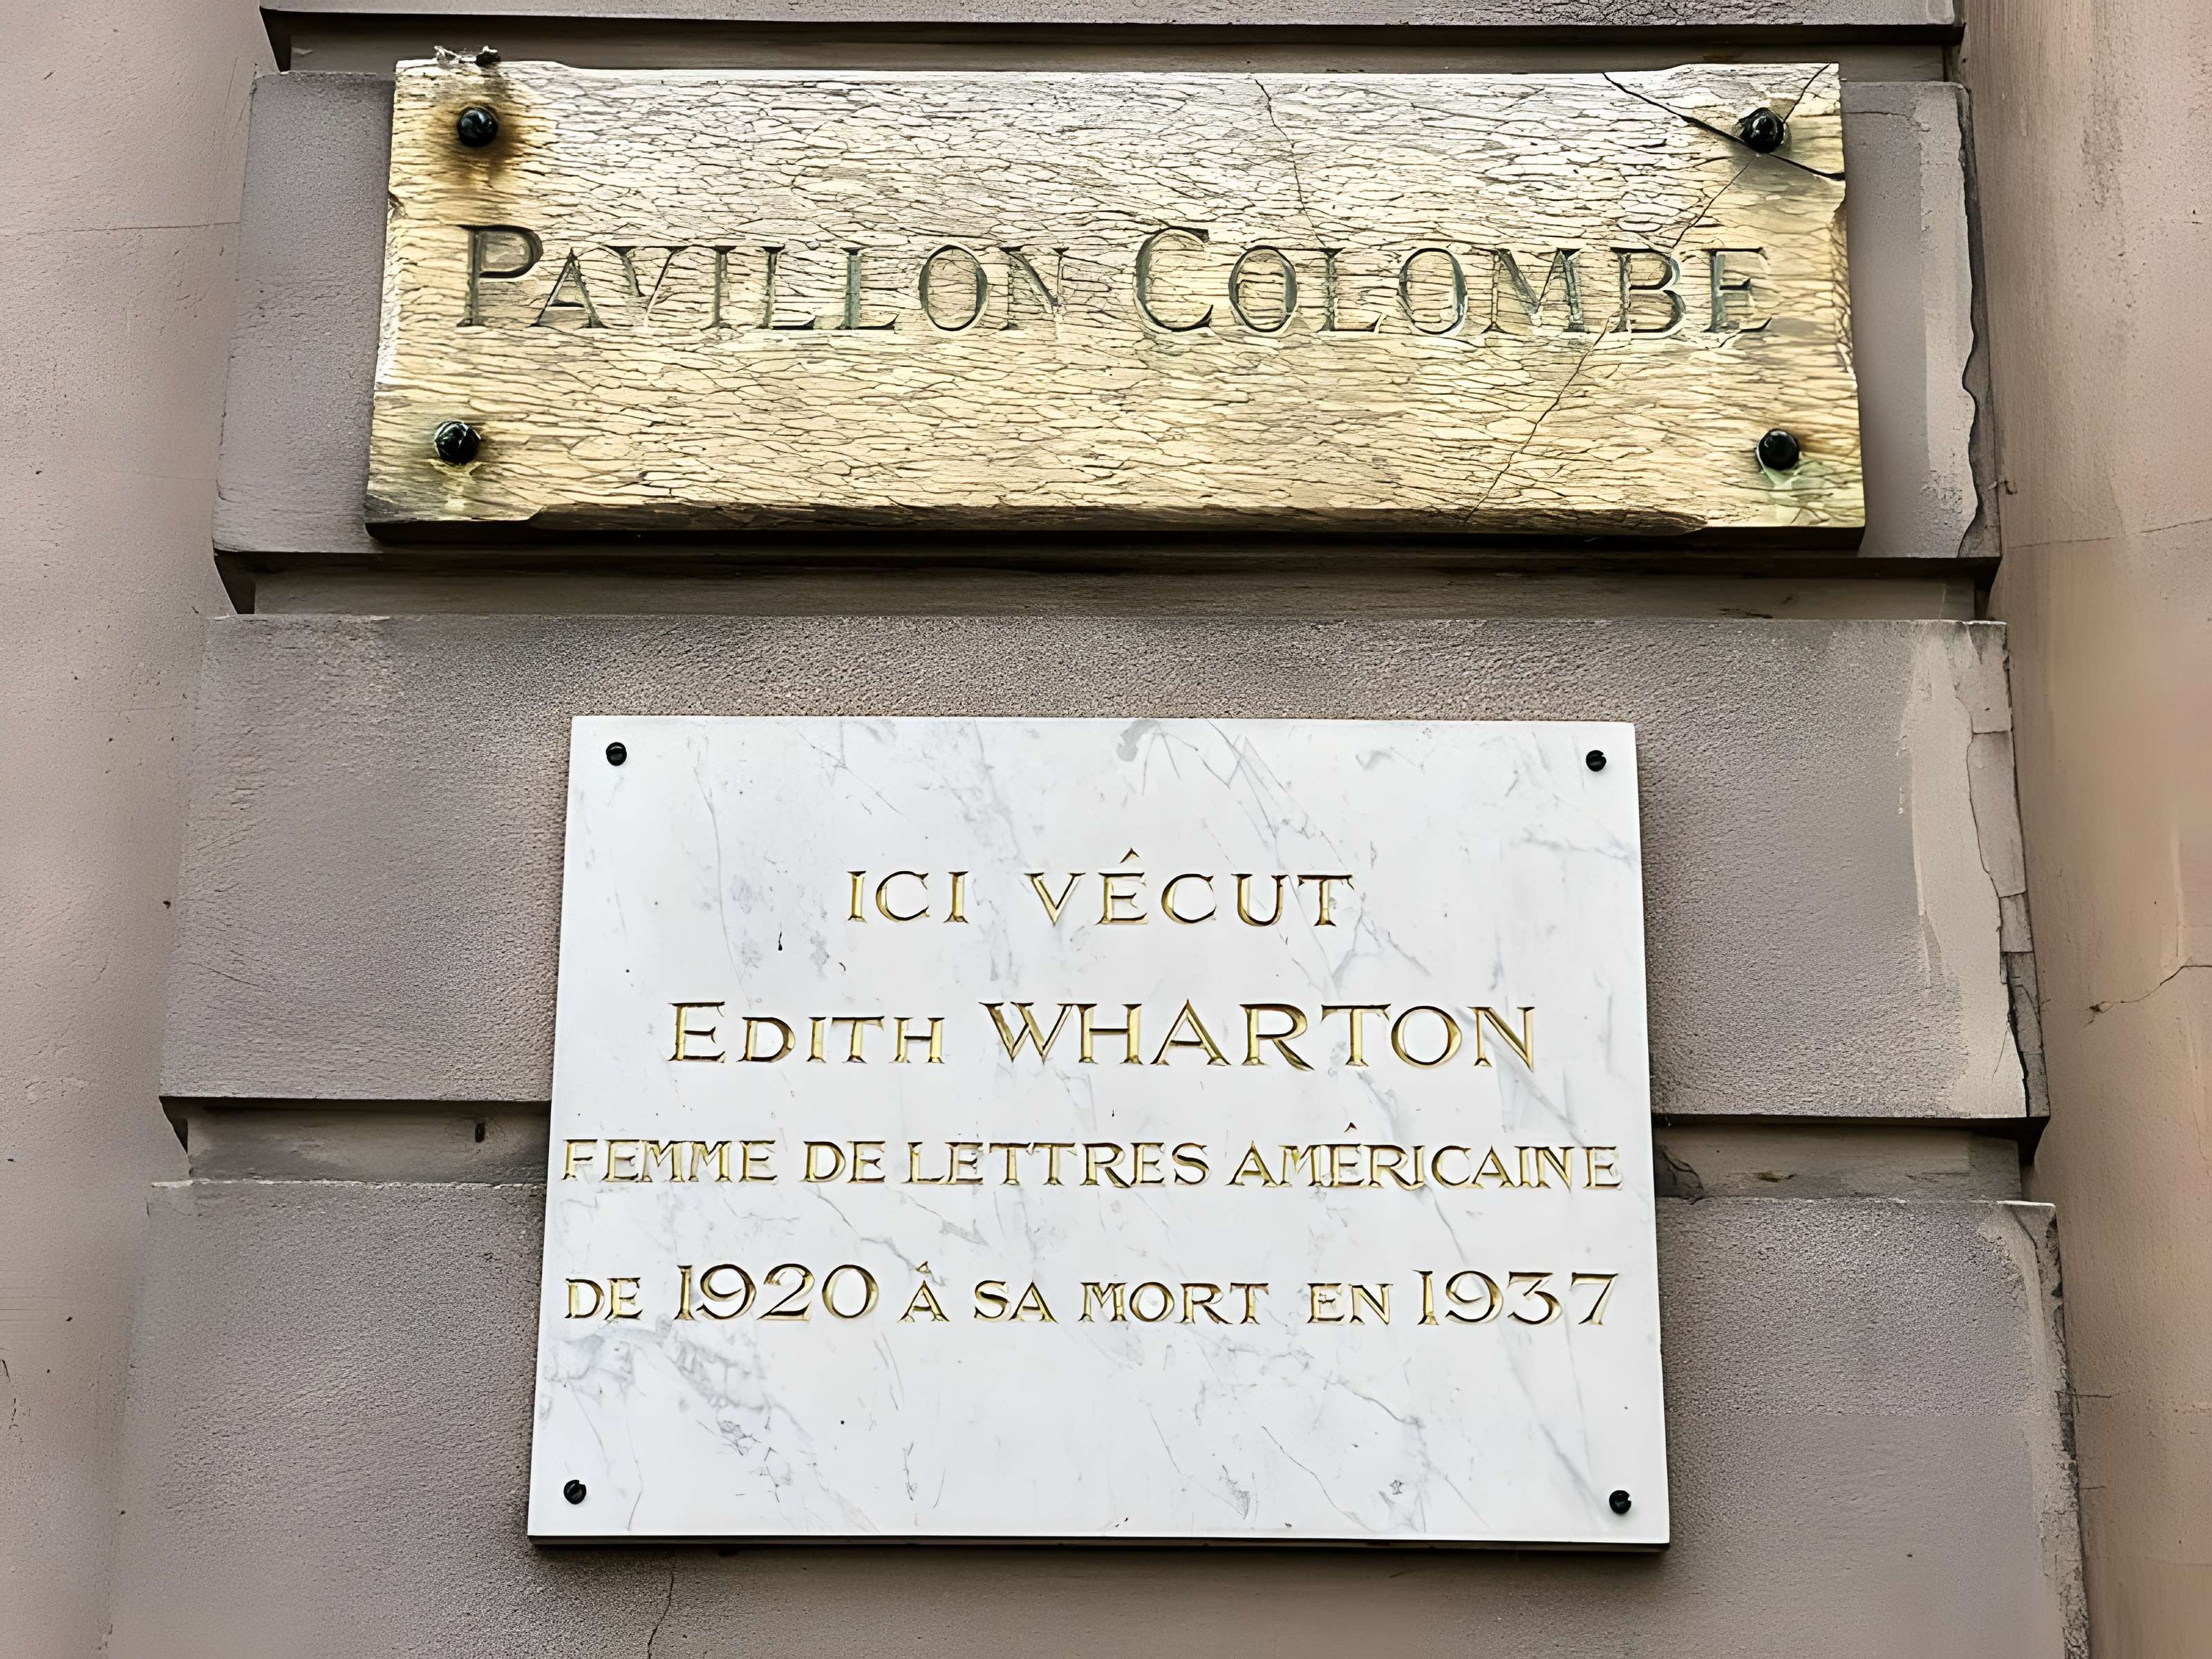 PAVILLON COLOMBE
ICI VÉCUT
EDITH WHARTON
FEMME DE LETTRES AMÉRICAINE
DE 1920 À SA MORT EN 1937